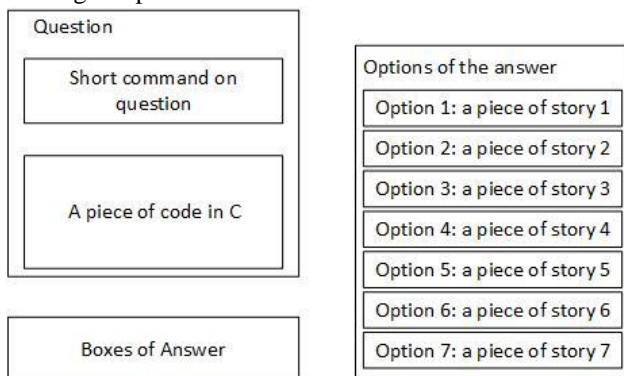 Question
Short command on
question
A piece of code in C
Boxes of Answer
Options of the answer
Option 1: a piece of story 1
Option 2: a piece of story 2
Option 3: a piece of story 3
Option 4: a piece of story 4
Option 5: a piece of story 5
Option 6: a piece of story 6
Option 7: a piece of story 7